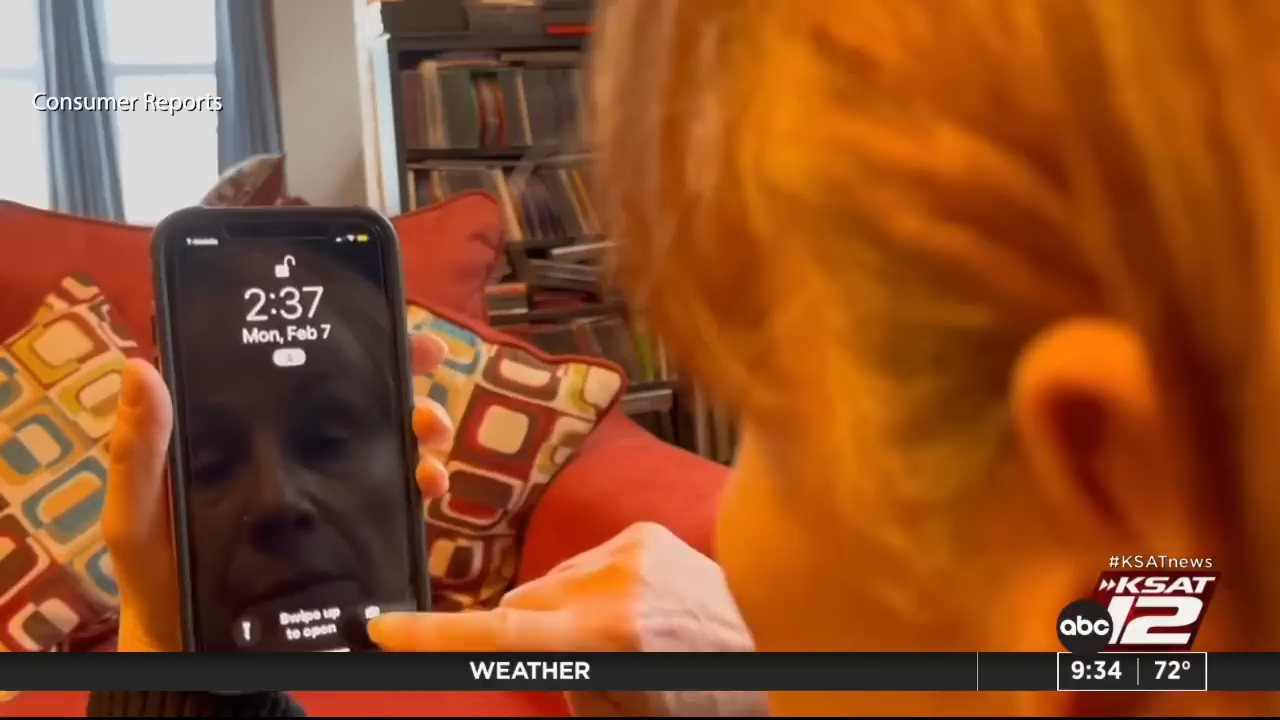 Consumer Reports
T-Mobile
2:37
Mon, Feb 7
Swipe up
to open
#KSATnews
KSAT
abc 12
WEATHER
9:34 72°